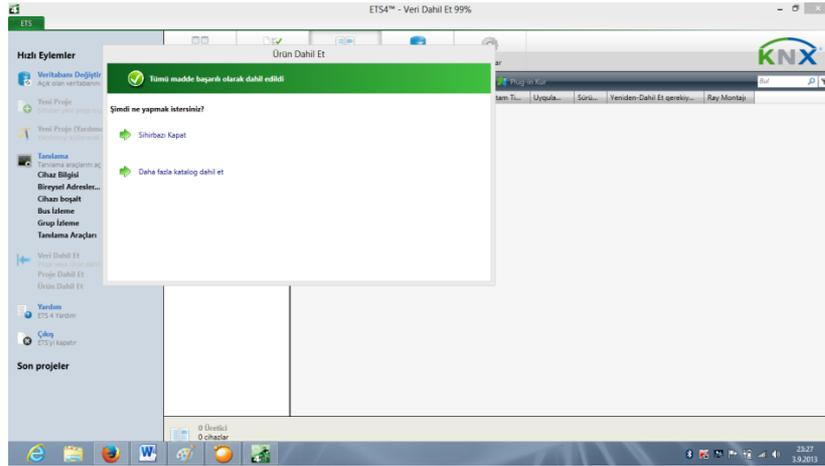 ETS4™ - Veri Dahil Et 99%
ETS
Hızlı Eylemler
Veritabanı Değiştir
Açık olan veritabanını
Yeni Proje
Yeni Proje (Yardımcı
Tanılama
Tanılama araçlarını aç
Cihaz Bilgisi
Bireysel Adresler...
Cihazı boşalt
Bus İzleme
Grup İzleme
Tanılama Araçları
Veri Dahil Et
Proje Dahil Et
Ürün Dahil Et
Yardım
ETS 4 Yardım
Çıkış
ETS'yi kapatır
Son projeler
Ürün Dahil Et
Tümü madde başarılı olarak dahil edildi
Şimdi ne yapmak istersiniz?
Sihirbazı Kapat
Daha fazla katalog dahil et
ar
KNX
Plug-in Kur
Bul
tam Ti... Uygula... Sürü... Yeniden-Dahil Et gerekiy... Ray Montajı
0 Üretici
0 cihazlar
23:27
3.9.2013